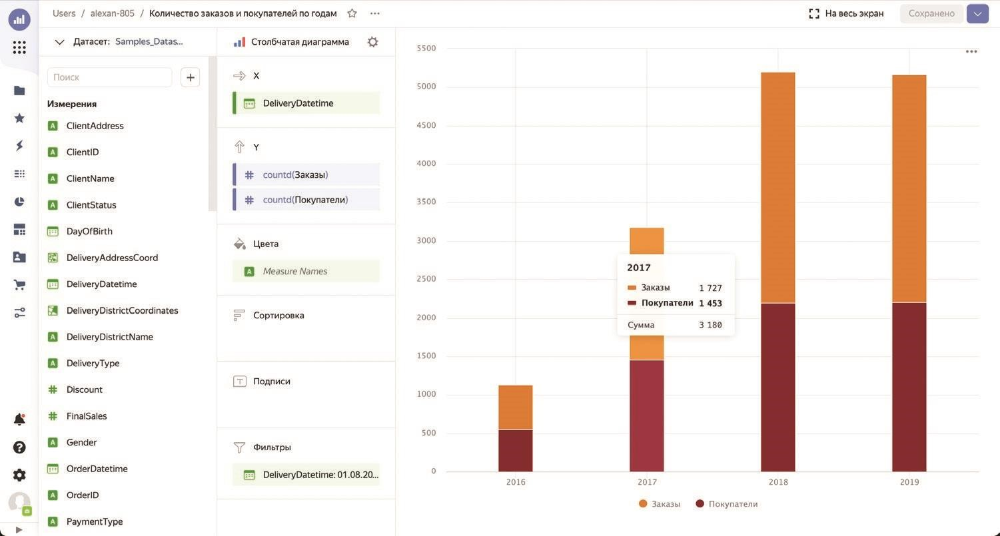 Users / alexan-805 / Количество заказов и покупателей по годам
На весь экран
Сохранено
Датасет: Samples_Datas...
Поиск
Измерения
ClientAddress
ClientID
ClientName
ClientStatus
DayOfBirth
DeliveryAddressCoord
DeliveryDatetime
DeliveryDistrictCoordinates
DeliveryDistrictName
DeliveryType
Discount
FinalSales
Gender
OrderDatetime
OrderID
PaymentType
Столбчатая диаграмма
X
DeliveryDatetime
Y
countd(Заказы)
countd(Покупатели)
Цвета
Measure Names
Сортировка
Подписи
Фильтры
DeliveryDatetime: 01.08.20...
5500
5000
4500
4000
3500
3000
2500
2000
1500
1000
500
0
2017
Заказы 1 727
Покупатели 1 453
Сумма 3 180
2016 2017 2018 2019
Заказы Покупатели